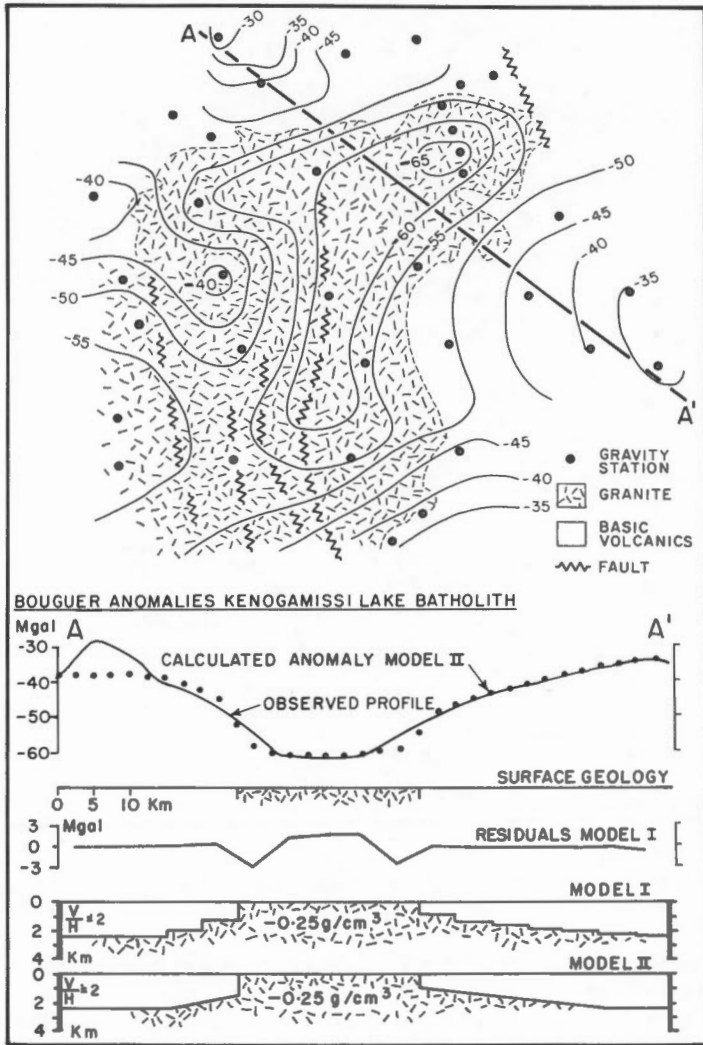 A
-30
-35
-40
-45
-40
-65
-50
-45
-40
-35
-60
-55
-45
-50
-40
-55
-45
-40
-35
A'
GRAVITY
STATION
GRANITE
BASIC
VOLCANICS
FAULT
BOUGUER ANOMALIES KENOGAMISSI LAKE BATHOLITH
Mgal
A
A'
-30
-40
-50
-60
CALCULATED ANOMALY MODEL II
OBSERVED PROFILE
SURFACE GEOLOGY
0 5 10 Km
3 Mgal
0
-3
RESIDUALS MODEL I
MODEL I
0
2
4 Km
V/H = 2
-0.25g/cm³
MODEL II
0
2
4 Km
V/H = 2
-0.25g/cm³